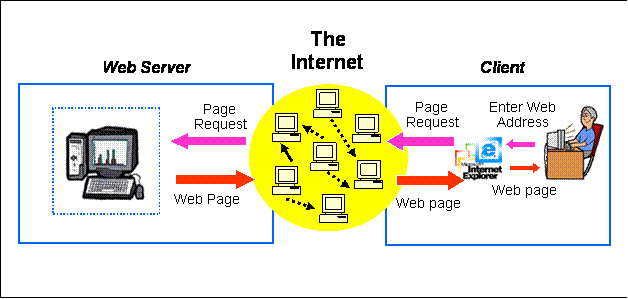 The
Internet
Web Server
Client
Page
Request
Web Page
Page
Request
Enter Web
Address
Microsoft
Internet
Explorer
Web page
Web page